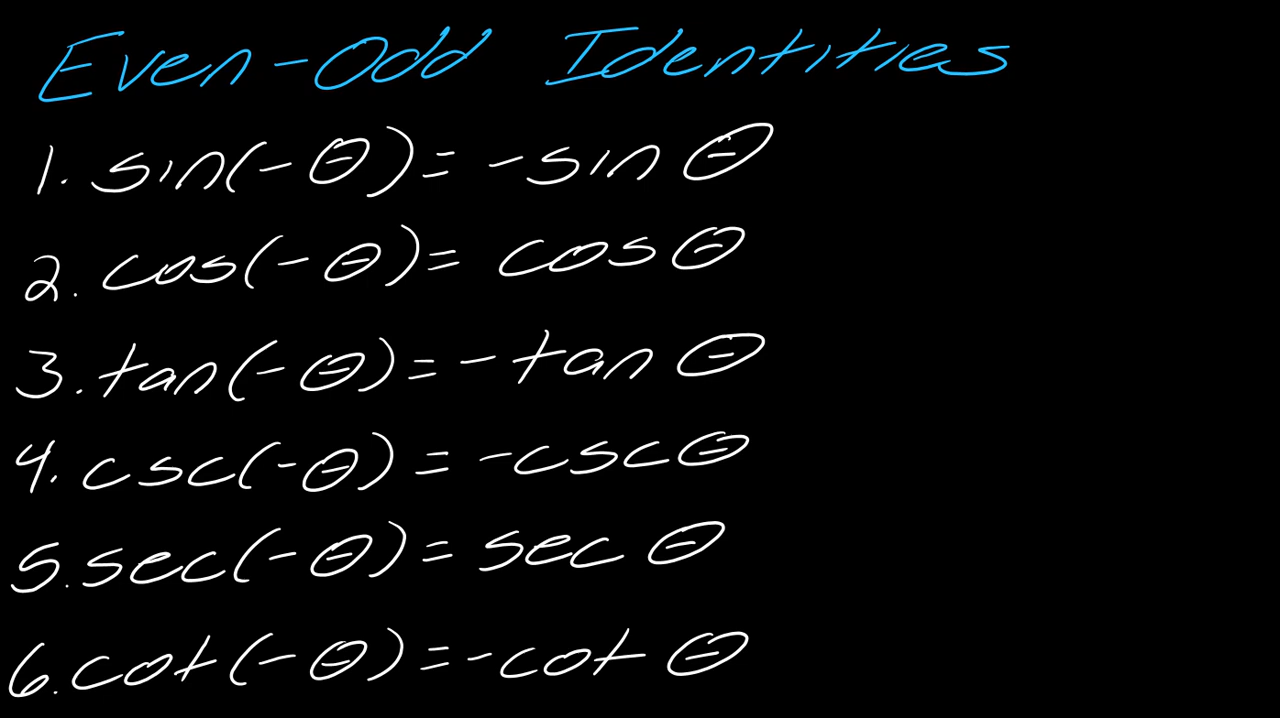 Even-Odd Identities
1. sin(-θ) = -sin θ
2. cos(-θ) = cos θ
3. tan(-θ) = -tan θ
4. csc(-θ) = -csc θ
5. sec(-θ) = sec θ
6. cot(-θ) = -cot θ